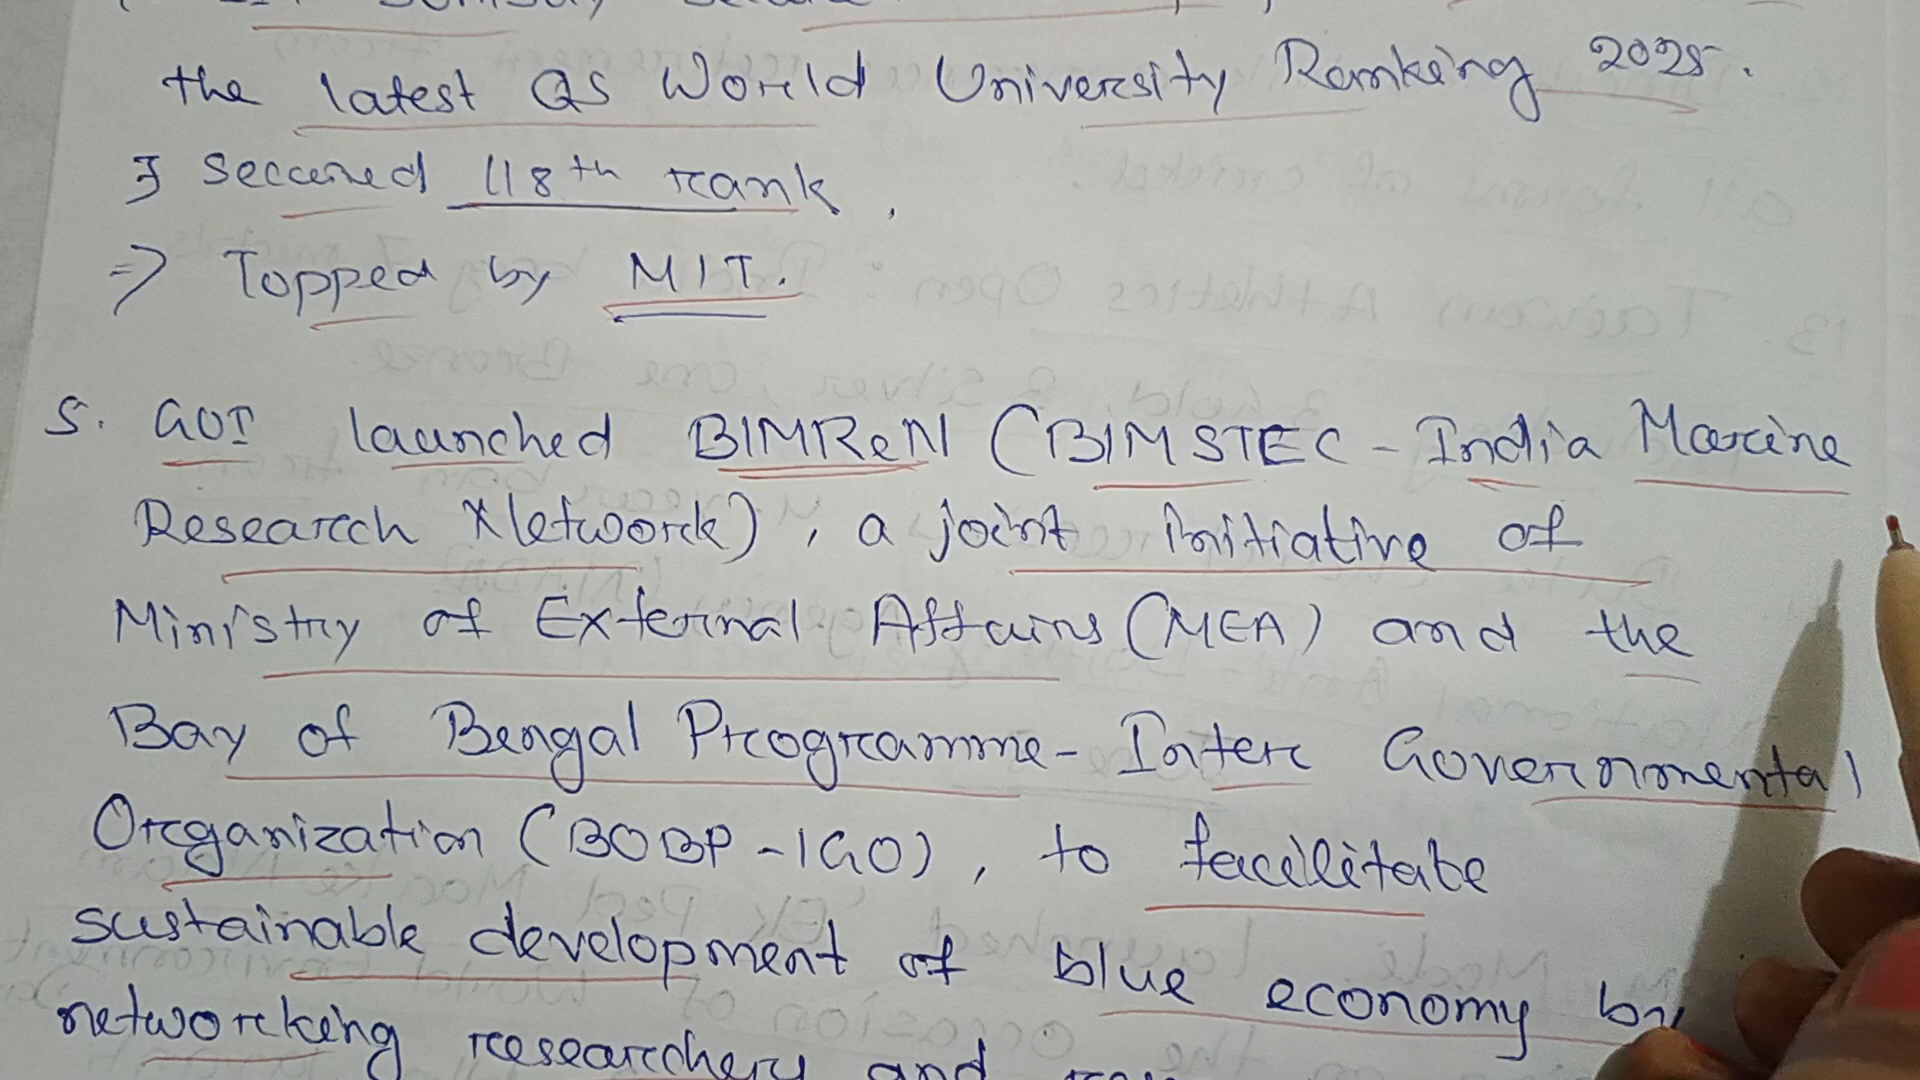 the latest QS World University Ranking 2025.
⇒ Secured 118th rank,
⇒ Topped by MIT.
5. GOI launched BIMReN (BIMSTEC - India Marine
Research Network), a joint initiative of
Ministry of External Affairs (MEA) and the
Bay of Bengal Programme - Inter Governmental
Organization (BOBP - IGO), to facilitate
sustainable development of blue economy by
networking researchers and